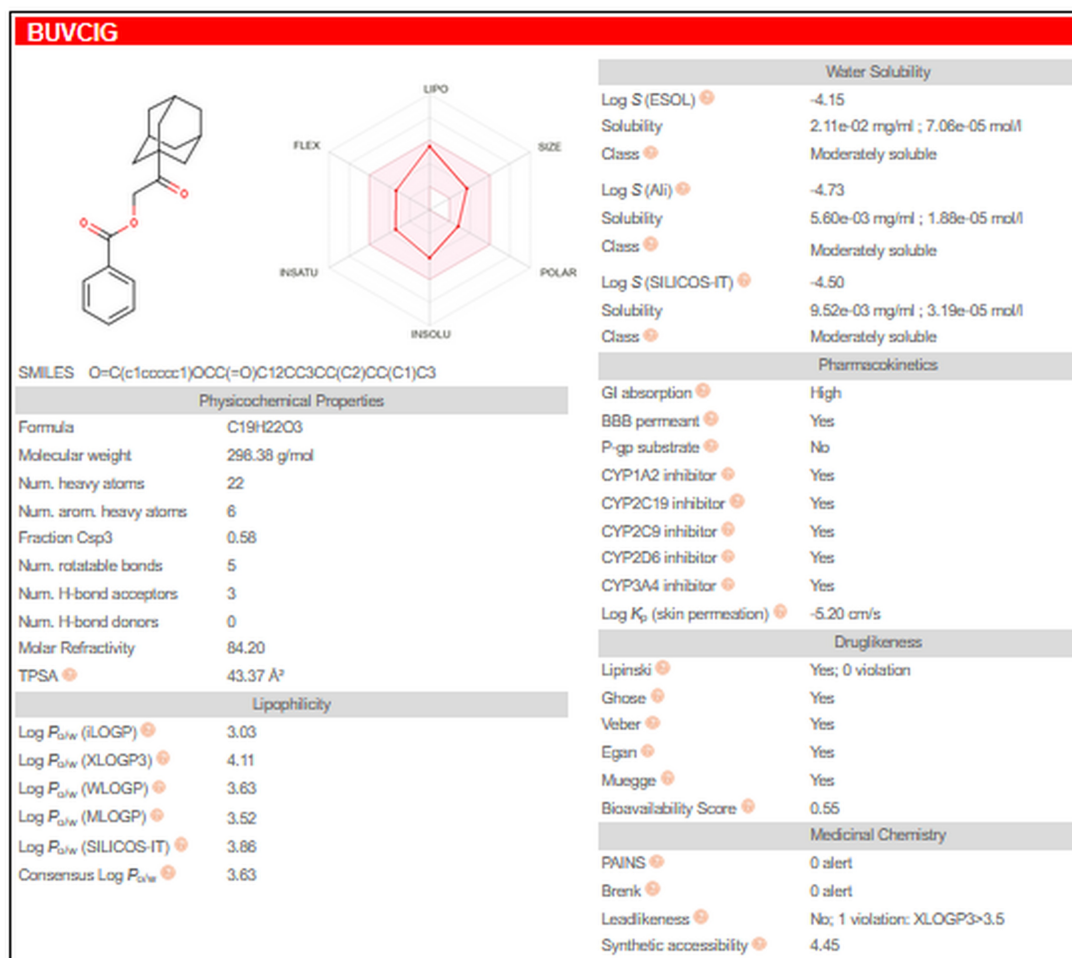 BUVCIG
LIPO
FLEX
SIZE
O
O
O
INSATU
POLAR
INSOLU
SMILES O=C(c1ccccc1)OCC(=O)C12CC3CC(C2)CC(C1)C3
Physicochemical Properties
Formula C19H22O3
Molecular weight 298.38 g/mol
Num. heavy atoms 22
Num. arom. heavy atoms 6
Fraction Csp3 0.58
Num. rotatable bonds 5
Num. H-bond acceptors 3
Num. H-bond donors 0
Molar Refractivity 84.20
TPSA 43.37 Å²
Lipophilicity
Log Po/w (iLOGP) 3.03
Log Po/w (XLOGP3) 4.11
Log Po/w (WLOGP) 3.63
Log Po/w (MLOGP) 3.52
Log Po/w (SILICOS-IT) 3.86
Consensus Log Po/w 3.63
Water Solubility
Log S (ESOL) -4.15
Solubility 2.11e-02 mg/ml ; 7.06e-05 mol/l
Class Moderately soluble
Log S (Ali) -4.73
Solubility 5.60e-03 mg/ml ; 1.88e-05 mol/l
Class Moderately soluble
Log S (SILICOS-IT) -4.50
Solubility 9.52e-03 mg/ml ; 3.19e-05 mol/l
Class Moderately soluble
Pharmacokinetics
GI absorption High
BBB permeant Yes
P-gp substrate No
CYP1A2 inhibitor Yes
CYP2C19 inhibitor Yes
CYP2C9 inhibitor Yes
CYP2D6 inhibitor Yes
CYP3A4 inhibitor Yes
Log Kp (skin permeation) -5.20 cm/s
Druglikeness
Lipinski Yes; 0 violation
Ghose Yes
Veber Yes
Egan Yes
Muegge Yes
Bioavailability Score 0.55
Medicinal Chemistry
PAINS 0 alert
Brenk 0 alert
Leadlikeness No; 1 violation: XLOGP3>3.5
Synthetic accessibility 4.45